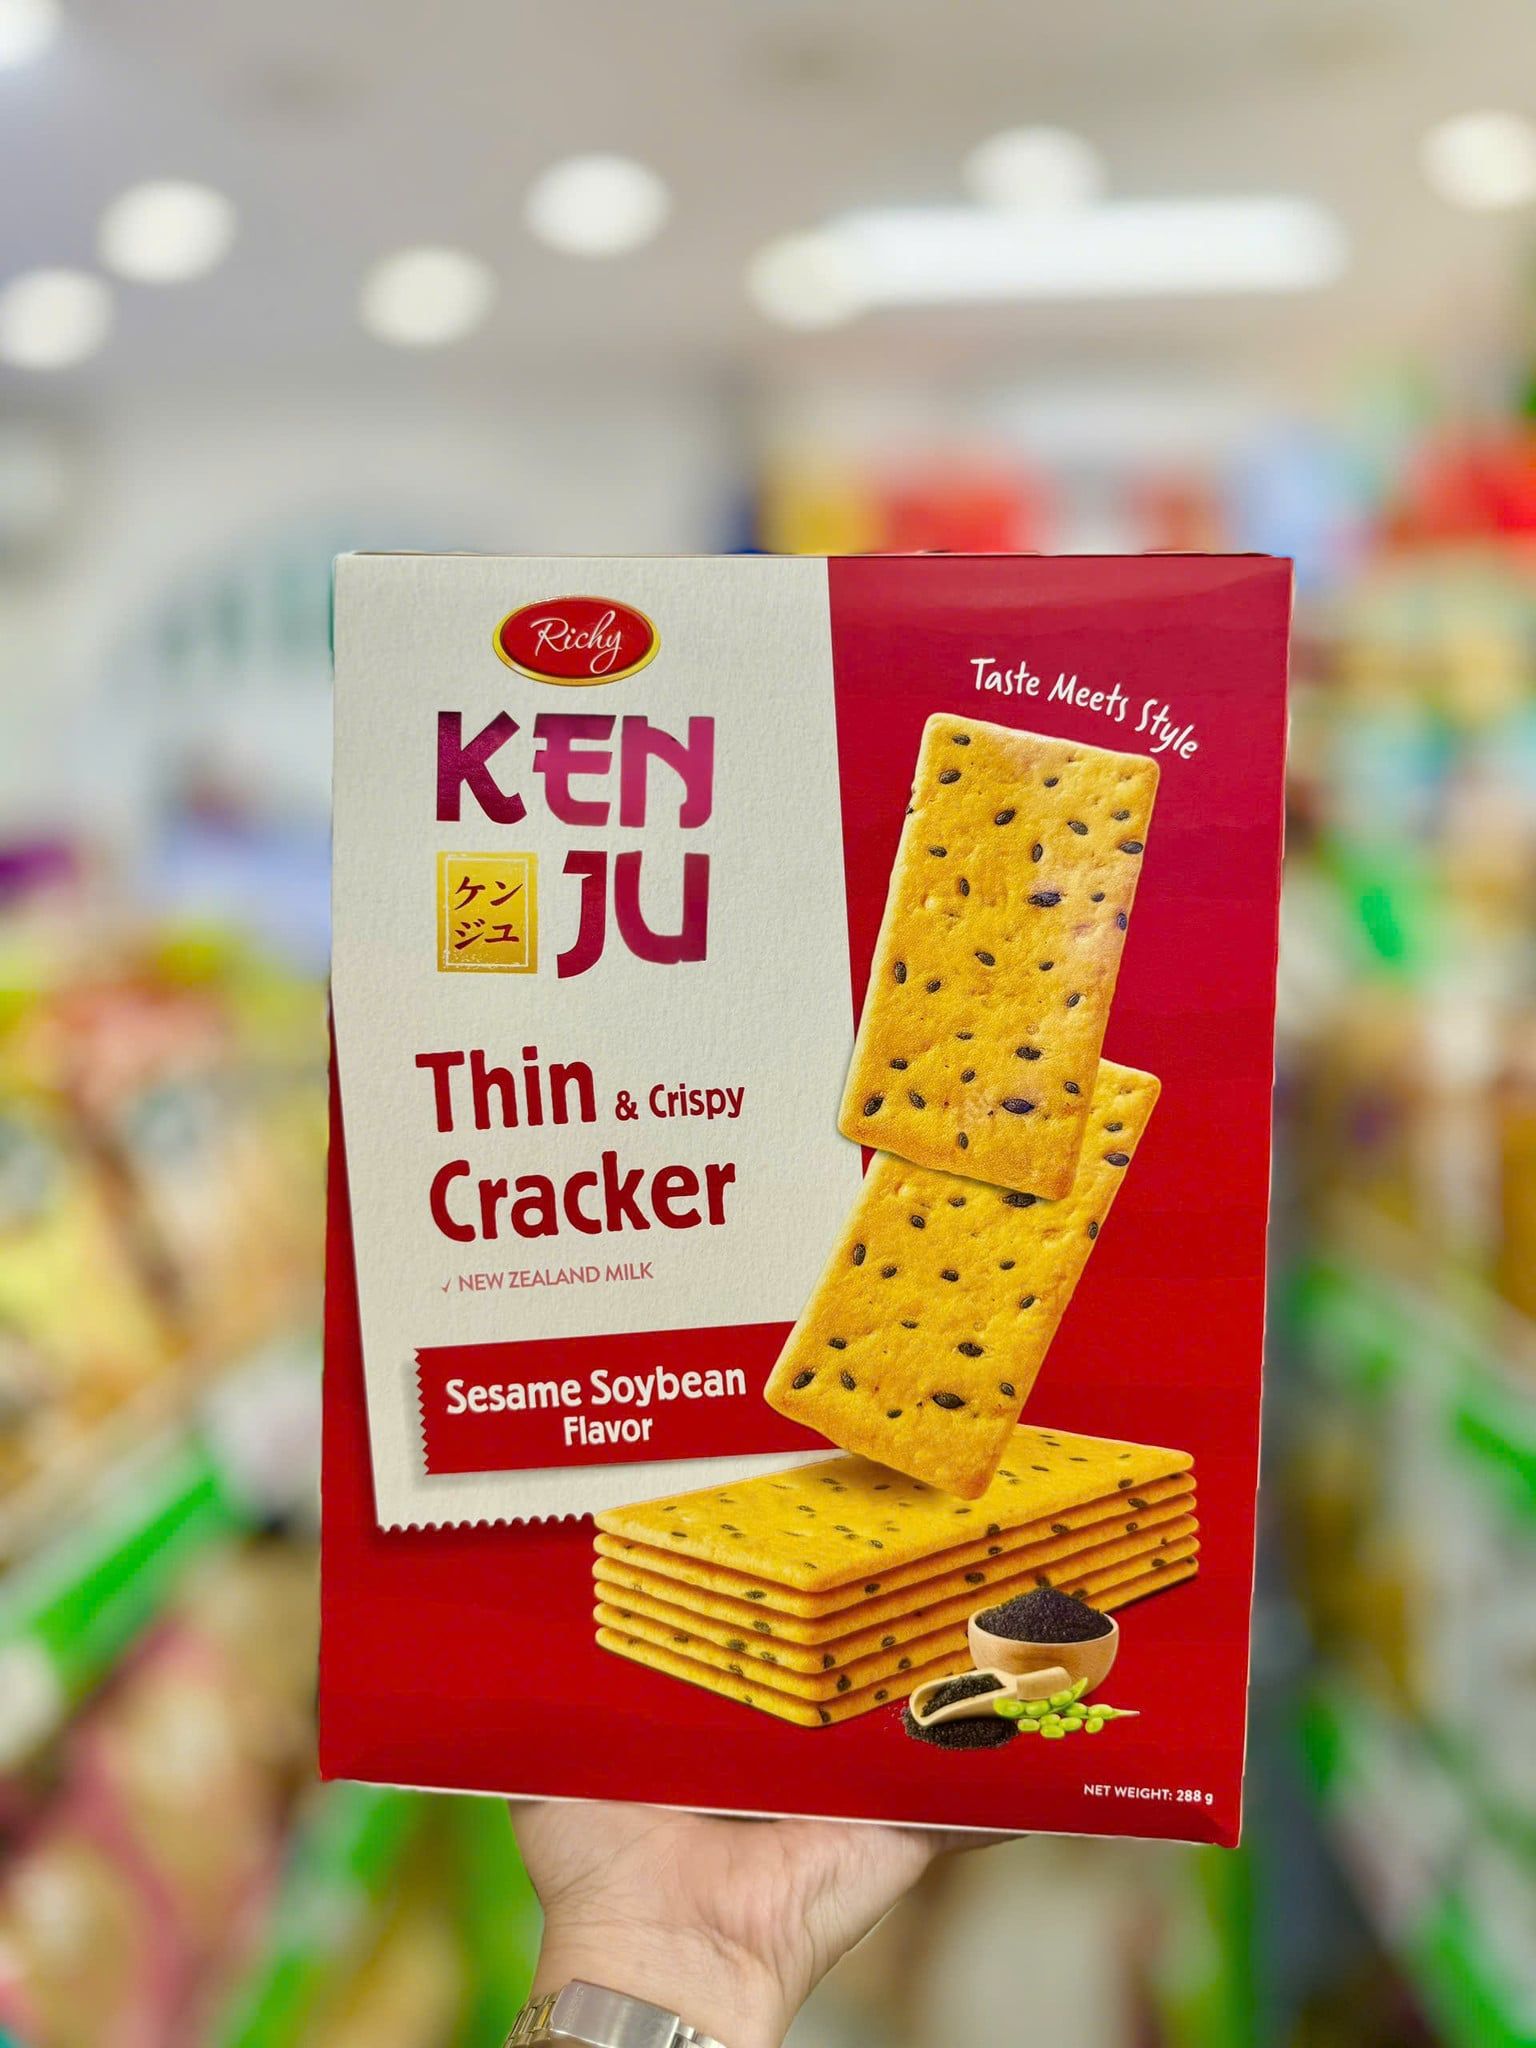 Richy
KEN
JU
ケン
ジユ
Taste Meets Style
Thin & Crispy
Cracker
✓ NEW ZEALAND MILK
Sesame Soybean
Flavor
NET WEIGHT: 288 g